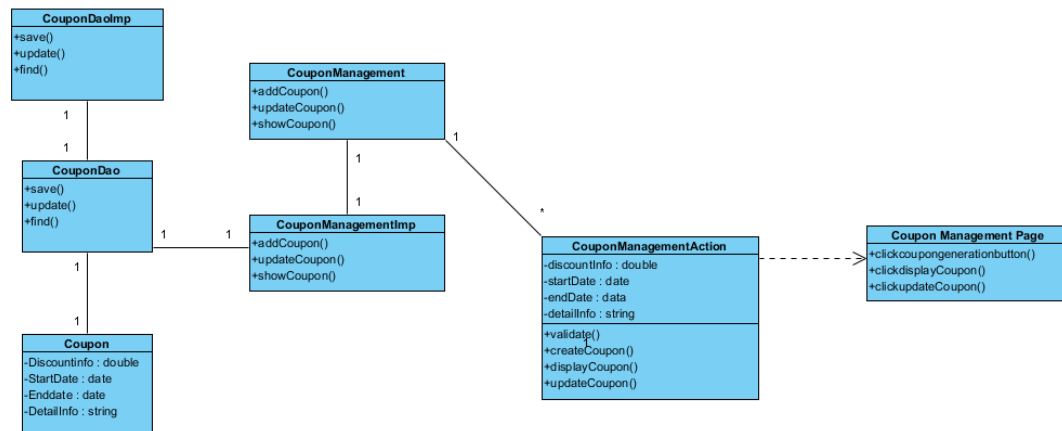 CouponDaoImp
+save()
+update()
+find()
1
1
CouponDao
+save()
+update()
+find()
1
1
1
1
Coupon
-Discountinfo : double
-StartDate : date
-Enddate : date
-DetailInfo : string
CouponManagement
+addCoupon()
+updateCoupon()
+showCoupon()
1
1
1
*
CouponManagementImp
+addCoupon()
+updateCoupon()
+showCoupon()
CouponManagementAction
-discountInfo : double
-startDate : date
-endDate : data
-detailInfo : string
+validate()
1
+createCoupon()
+displayCoupon()
+updateCoupon()
Coupon Management Page
+clickcoupongenerationbutton()
+clickdisplayCoupon()
+clickupdateCoupon()